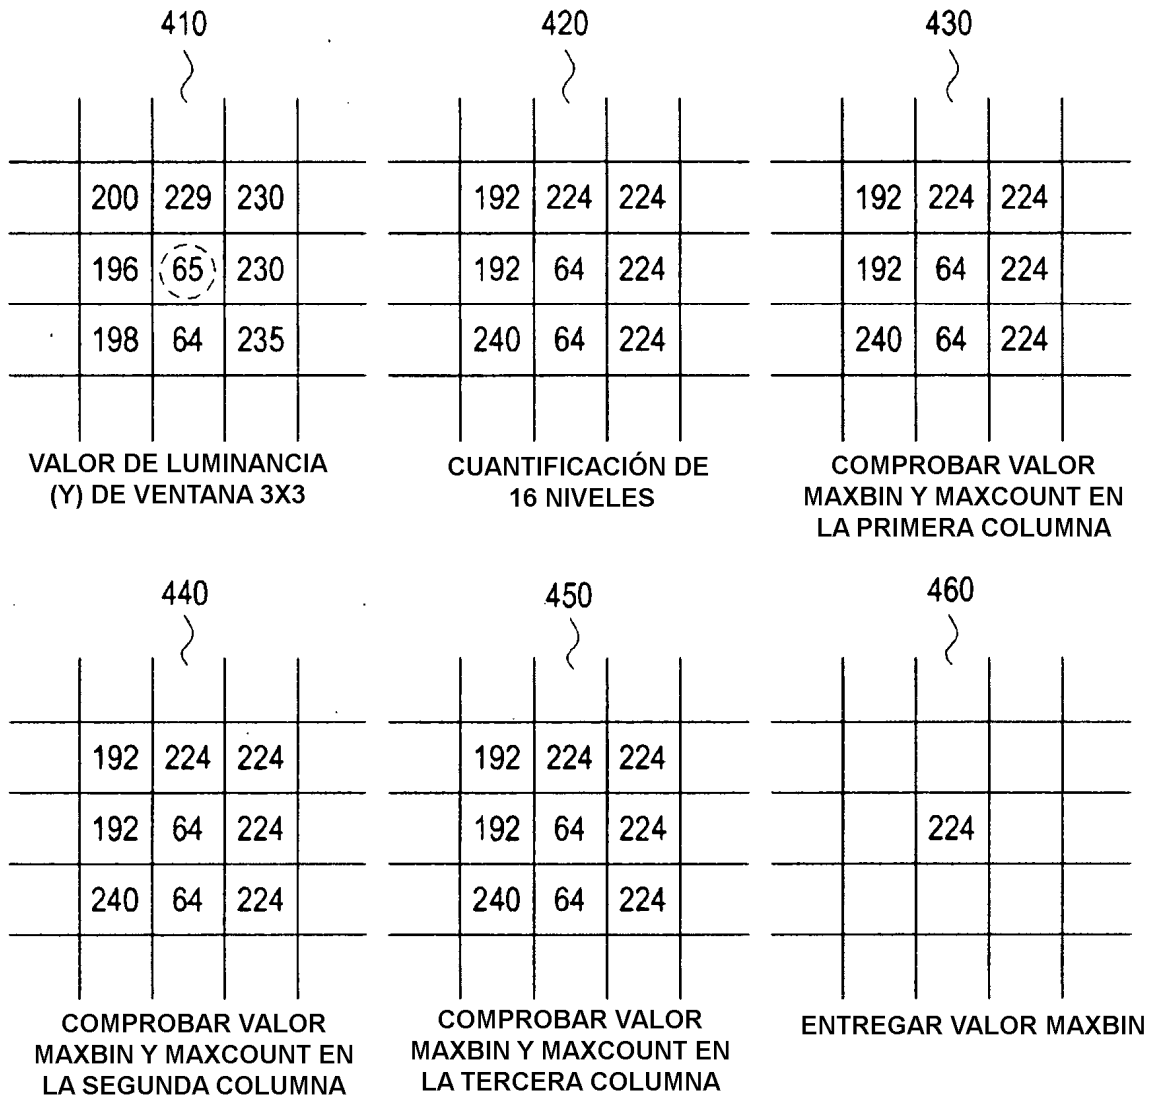 410 420 430
200 229 230 192 224 224 192 224 224
196 65 230 192 64 224 192 64 224
198 64 235 240 64 224 240 64 224
VALOR DE LUMINANCIA
(Y) DE VENTANA 3X3
CUANTIFICACIÓN DE
16 NIVELES
COMPROBAR VALOR
MAXBIN Y MAXCOUNT EN
LA PRIMERA COLUMNA
440 450 460
192 224 224 192 224 224
192 64 224 192 64 224 224
240 64 224 240 64 224
COMPROBAR VALOR
MAXBIN Y MAXCOUNT EN
LA SEGUNDA COLUMNA
COMPROBAR VALOR
MAXBIN Y MAXCOUNT EN
LA TERCERA COLUMNA
ENTREGAR VALOR MAXBIN